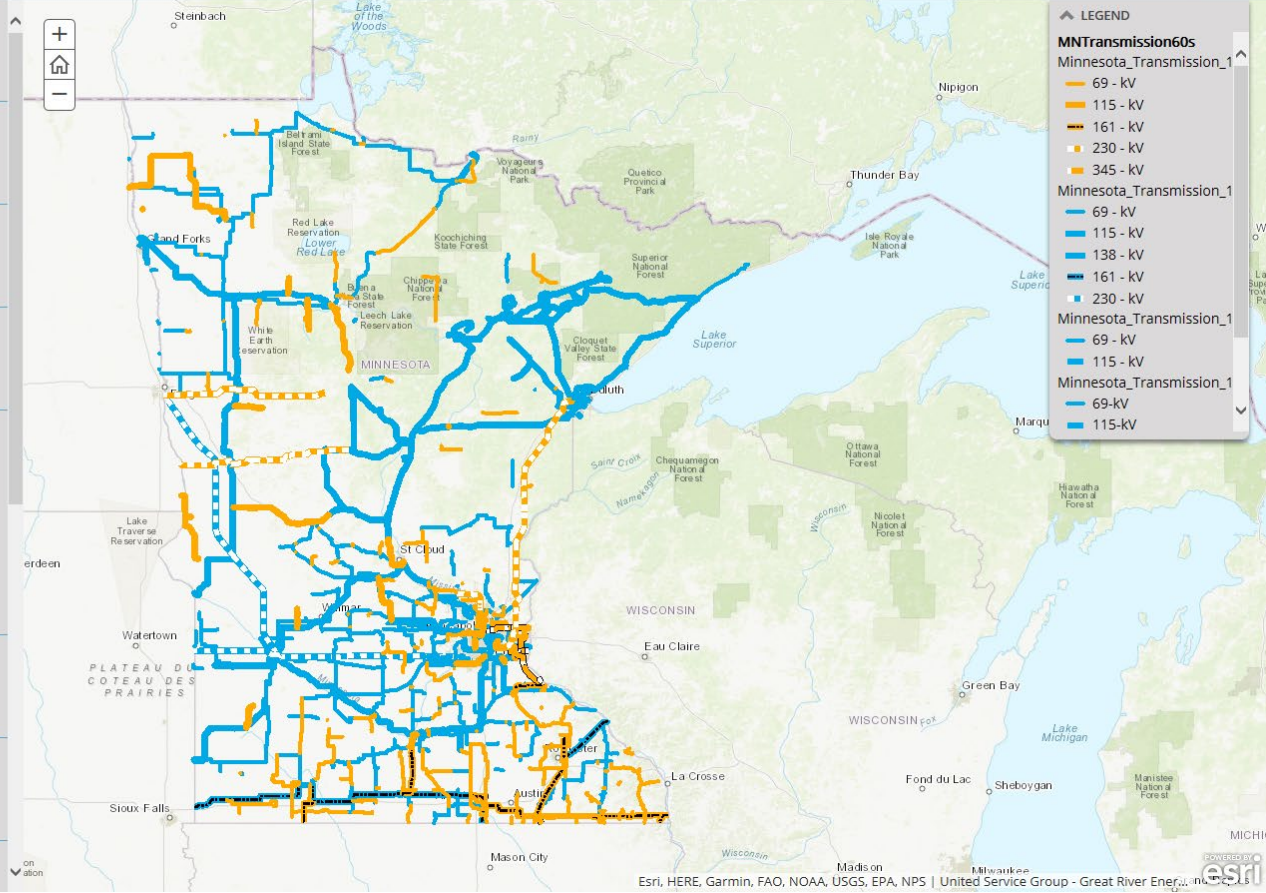 Steinbach
Lake
of the
Woods
Nipigon
Rainy
Beltrami
Island State
Forest
Voyageurs
National
Park
Quetico
Provincial
Park
Thunder Bay
Isle Royale
National
Park
Red Lake
Reservation
Lower
Red Lake
Grand Forks
Koochiching
State Forest
Superior
National
Forest
Lake
Superior
Chippewa
National
Forest
Leech Lake
Reservation
White
Earth
Reservation
MINNESOTA
Cloquet
Valley State
Forest
Lake
Superior
Duluth
Marqu
Saint Croix
Namekagon
Chequamegon
National
Forest
Ottawa
National
Forest
Hiawatha
National
Forest
Nicolet
National
Forest
Wisconsin
Lake
Traverse
Reservation
erdeen
St Cloud
Willmar
WISCONSIN
Watertown
Eau Claire
PLATEAU DU
COTEAU DES
PRAIRIES
Green Bay
WISCONSIN
Fox
Lake
Michigan
La Crosse
Fond du Lac
Sheboygan
Manistee
National
Forest
Austin
Sioux Falls
MICHI
Mason City
Wisconsin
Madison
Milwaukee
Esri, HERE, Garmin, FAO, NOAA, USGS, EPA, NPS | United Service Group - Great River Ener...
POWERED BY
esri
LEGEND
MNTransmission60s
Minnesota_Transmission_1
69 - kV
115 - kV
161 - kV
230 - kV
345 - kV
Minnesota_Transmission_1
69 - kV
115 - kV
138 - kV
161 - kV
230 - kV
Minnesota_Transmission_1
69 - kV
115 - kV
Minnesota_Transmission_1
69-kV
115-kV